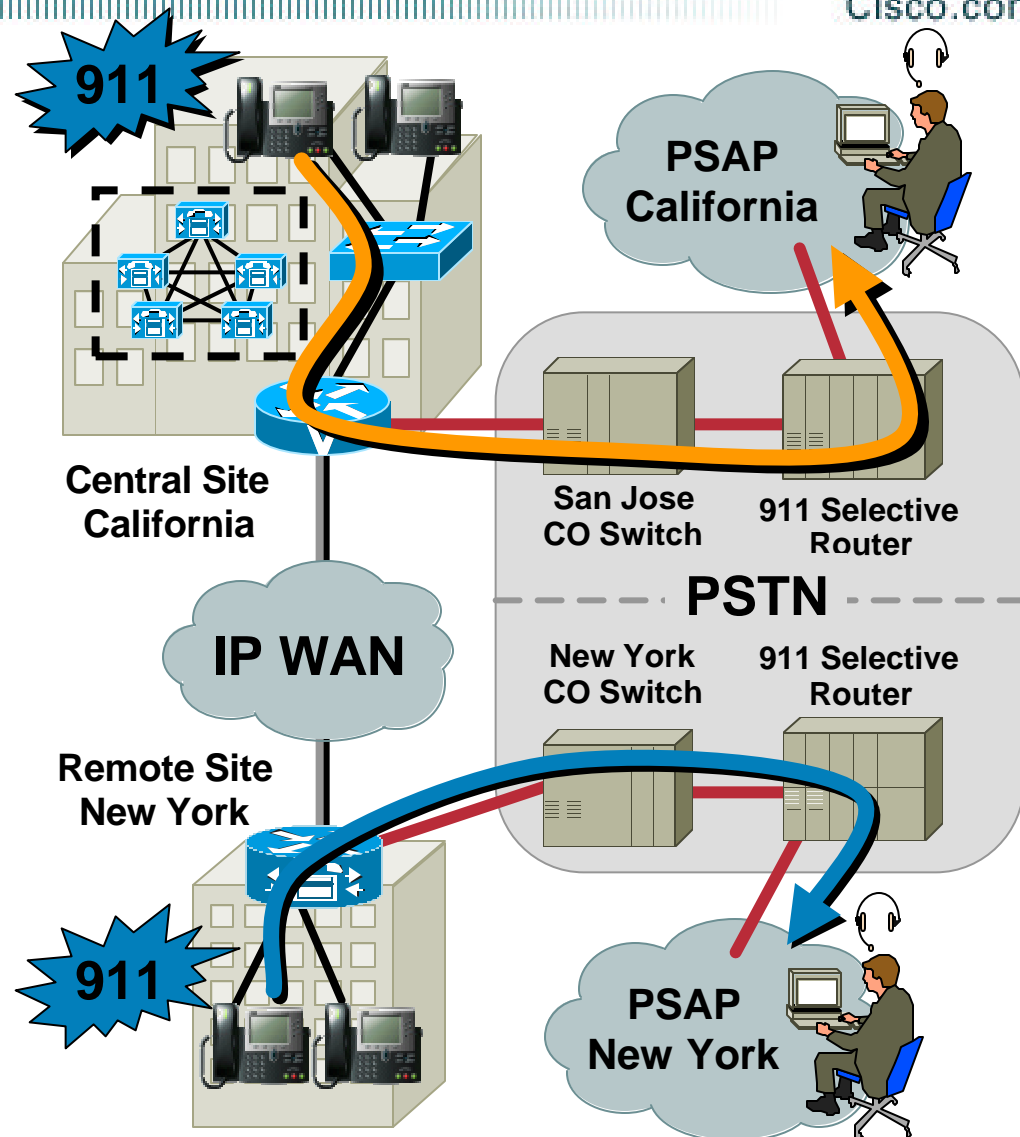 Cisco.com
911
PSAP
California
Central Site
California
San Jose
CO Switch
911 Selective
Router
PSTN
IP WAN
New York
CO Switch
911 Selective
Router
Remote Site
New York
911
PSAP
New York